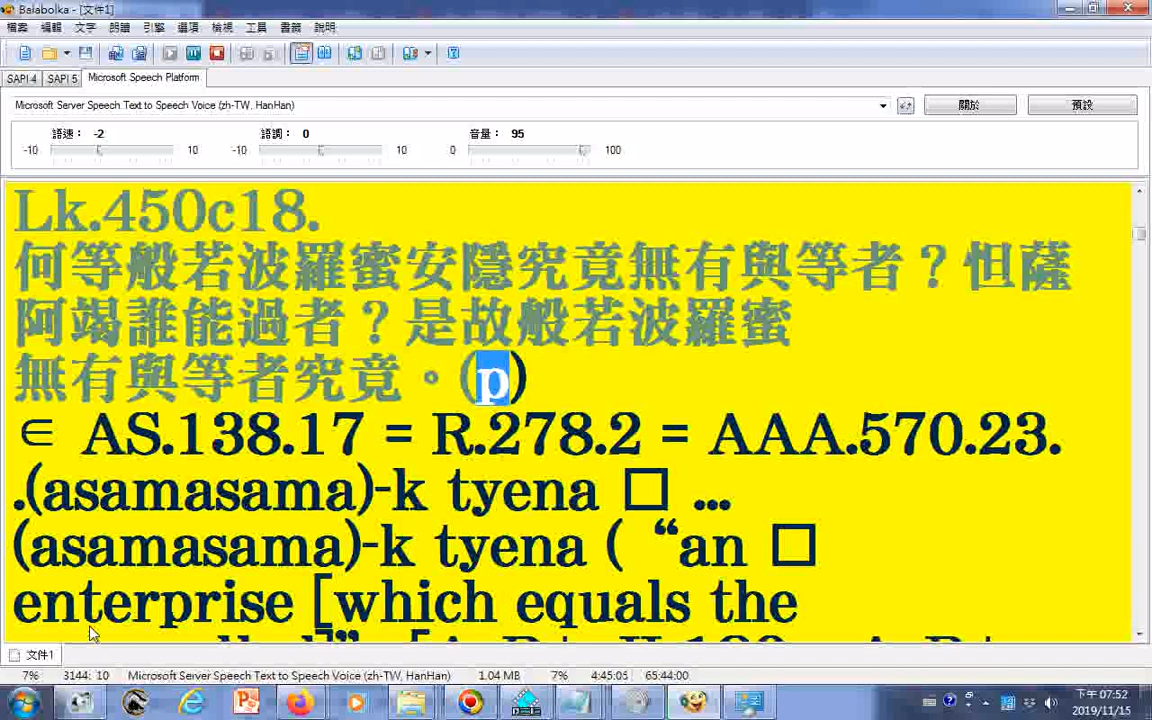 Balabolka - [文件1]
檔案 編輯 文字 朗讀 引擎 選項 檢視 工具 書籤 說明
SAPI 4 SAPI 5 Microsoft Speech Platform
Microsoft Server Speech Text to Speech Voice (zh-TW, HanHan) 關於 預設
語速： -2 語調： 0 音量： 95
-10 10 -10 10 0 100
Lk.450c18.
何等般若波羅蜜安隱究竟無有與等者？怛薩
阿竭誰能過者？是故般若波羅蜜
無有與等者究竟。(p)
∈ AS.138.17 = R.278.2 = AAA.570.23.
.(asamasama)-k tyena □ ...
(asamasama)-k tyena ( “an □
enterprise [which equals the
文件1
7% 3144: 10 Microsoft Server Speech Text to Speech Voice (zh-TW, HanHan) 1.04 MB 7% 4:45:05 65:44:00
下午 07:52
2019/11/15